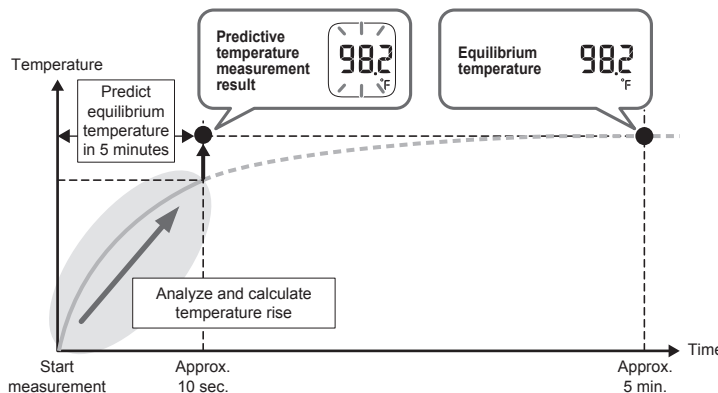 Predictive
temperature
measurement
result
98.2
°F
Equilibrium
temperature
98.2
°F
Temperature
Predict
equilibrium
temperature
in 5 minutes
Analyze and calculate
temperature rise
Time
Start
measurement
Approx.
10 sec.
Approx.
5 min.